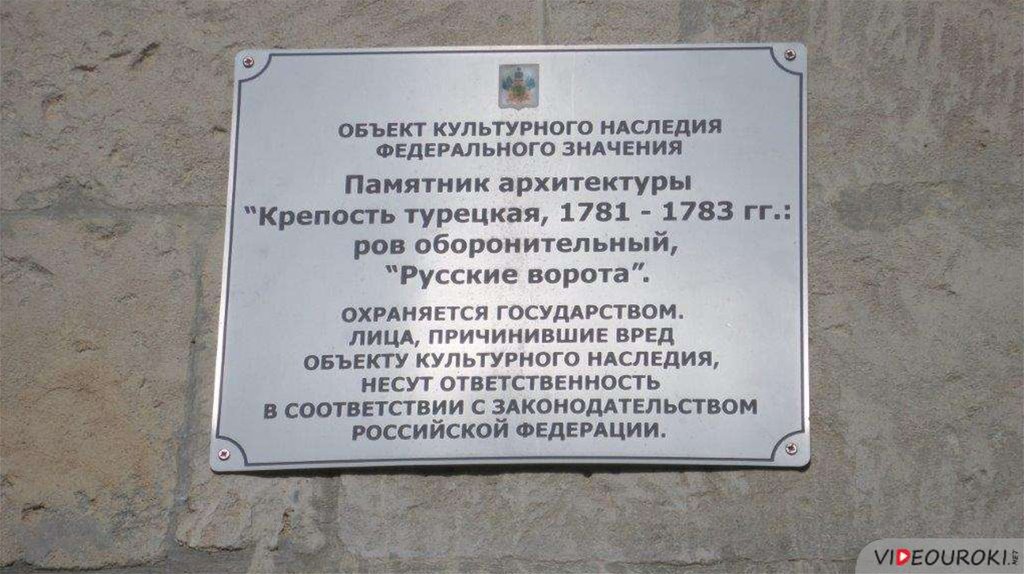 ОБЪЕКТ КУЛЬТУРНОГО НАСЛЕДИЯ
ФЕДЕРАЛЬНОГО ЗНАЧЕНИЯ
Памятник архитектуры
“Крепость турецкая, 1781 - 1783 гг.:
ров оборонительный,
“Русские ворота”.
ОХРАНЯЕТСЯ ГОСУДАРСТВОМ.
ЛИЦА, ПРИЧИНИВШИЕ ВРЕД
ОБЪЕКТУ КУЛЬТУРНОГО НАСЛЕДИЯ,
НЕСУТ ОТВЕТСТВЕННОСТЬ
В СООТВЕТСТВИИ С ЗАКОНОДАТЕЛЬСТВОМ
РОССИЙСКОЙ ФЕДЕРАЦИИ.
VIDEOUROKI.NET